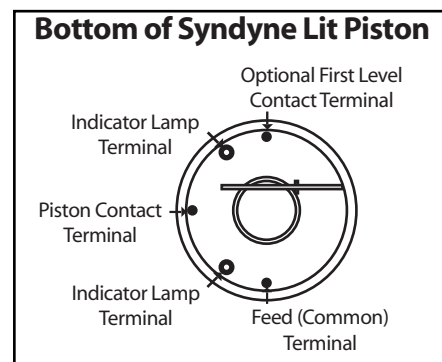 Bottom of Syndyne Lit Piston
Optional First Level
Contact Terminal
Indicator Lamp
Terminal
Piston Contact
Terminal
Indicator Lamp
Terminal
Feed (Common)
Terminal